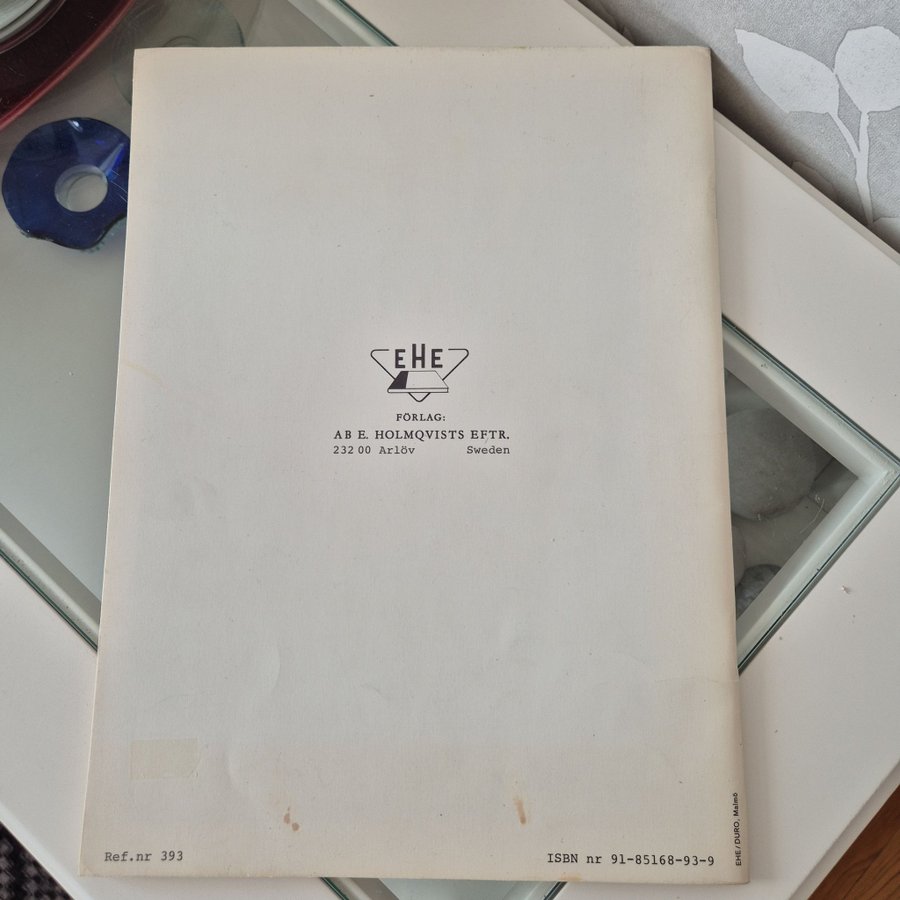 EHE
FÖRLAG:
AB E. HOLMQVISTS EFTR.
232 00 Arlöv Sweden
Ref.nr 393
ISBN nr 91-85168-93-9
EHE/DURO, Malmö